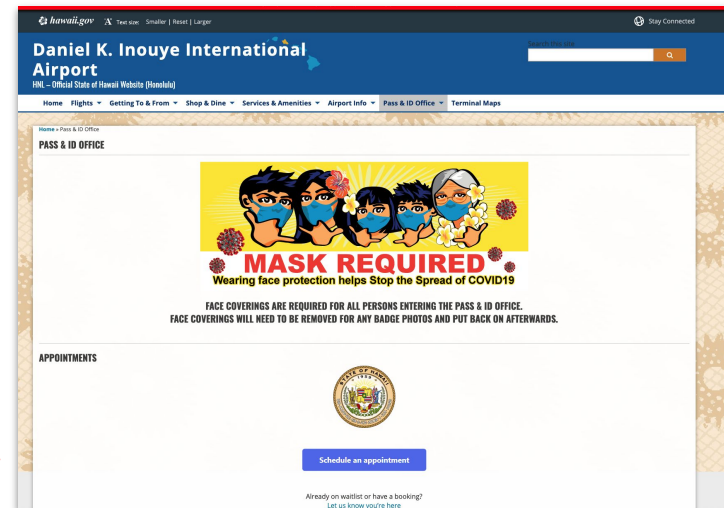 hawaii.gov Text size: Smaller | Reset | Larger Stay Connected
Daniel K. Inouye International
Airport
HNL – Official State of Hawaii Website (Honolulu)
Search this site
Home Flights Getting To & From Shop & Dine Services & Amenities Airport Info Pass & ID Office Terminal Maps
Home » Pass & ID Office
PASS & ID OFFICE
MASK REQUIRED
Wearing face protection helps Stop the Spread of COVID19
FACE COVERINGS ARE REQUIRED FOR ALL PERSONS ENTERING THE PASS & ID OFFICE.
FACE COVERINGS WILL NEED TO BE REMOVED FOR ANY BADGE PHOTOS AND PUT BACK ON AFTERWARDS.
APPOINTMENTS
STATE OF HAWAII
1959
Schedule an appointment
Already on waitlist or have a booking?
Let us know you're here